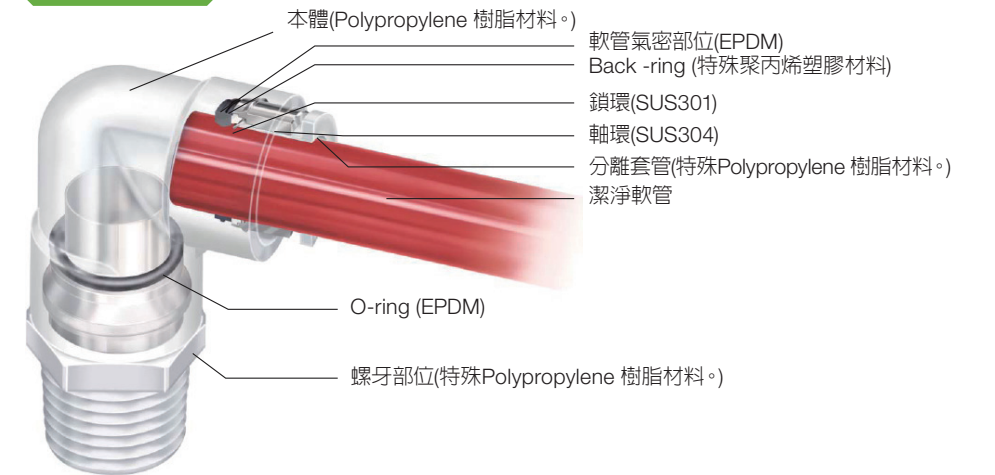 本體(Polypropylene 樹脂材料。)
軟管氣密部位(EPDM)
Back -ring (特殊聚丙烯塑膠材料)
鎖環(SUS301)
軸環(SUS304)
分離套管(特殊Polypropylene 樹脂材料。)
潔淨軟管
O-ring (EPDM)
螺牙部位(特殊Polypropylene 樹脂材料。)